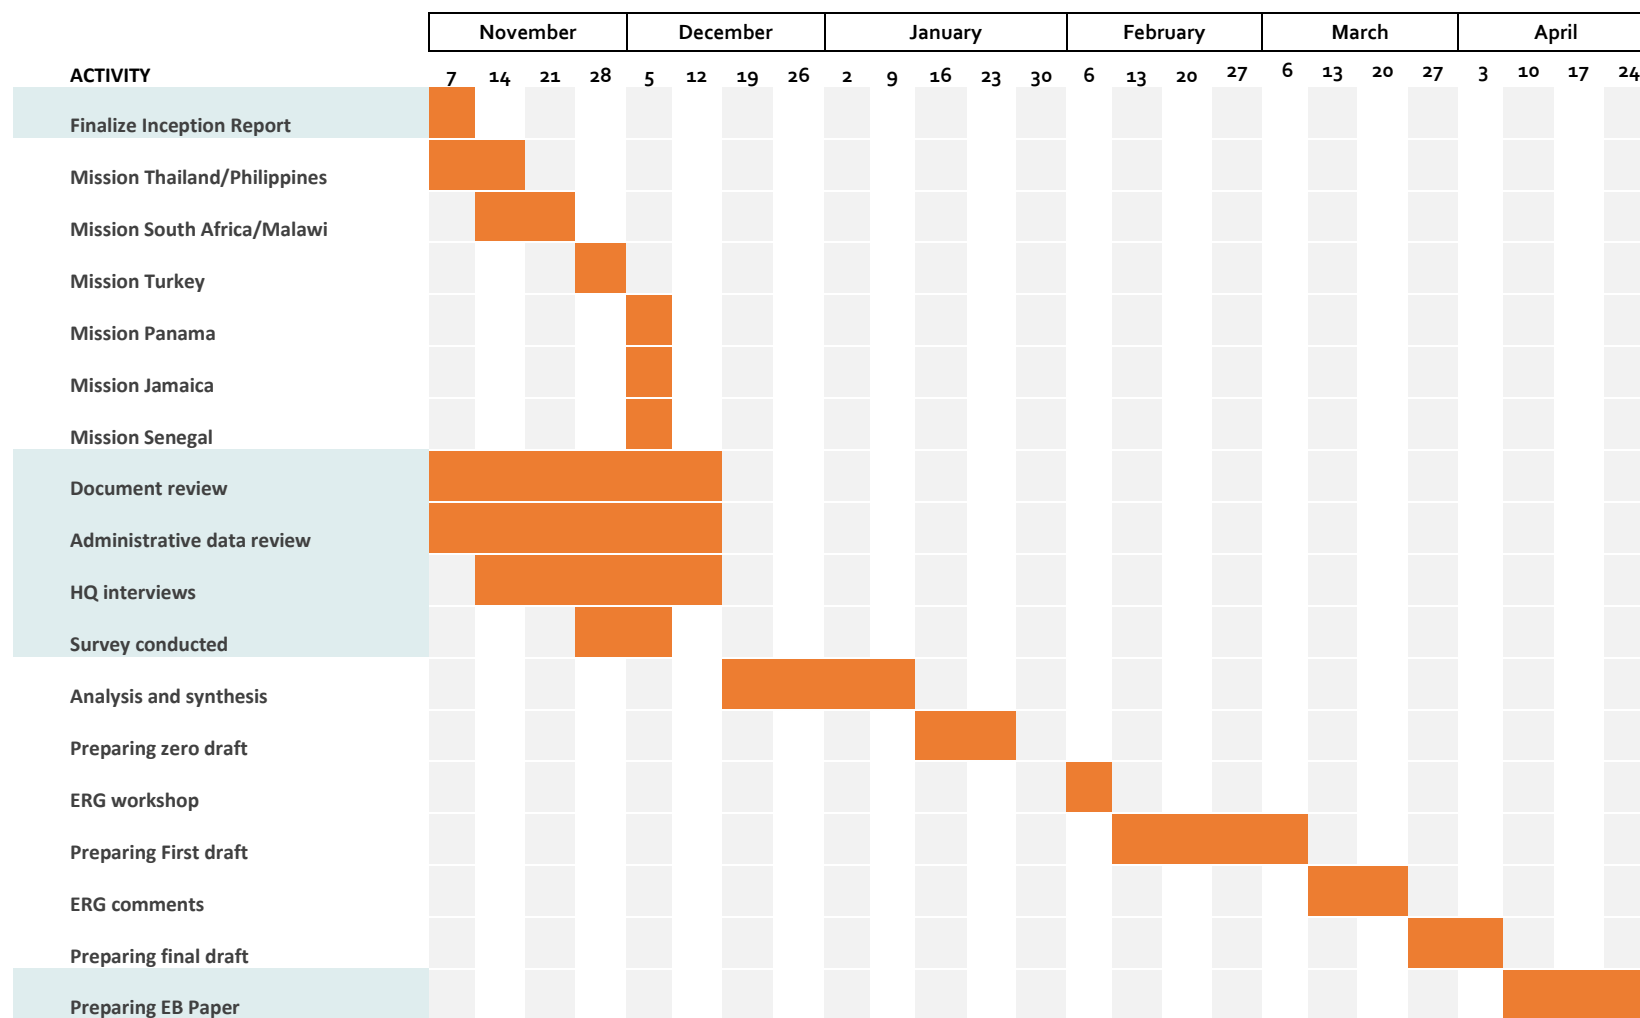 November December January February March April
ACTIVITY 7 14 21 28 5 12 19 26 2 9 16 23 30 6 13 20 27 6 13 20 27 3 10 17 24
Finalize Inception Report
Mission Thailand/Philippines
Mission South Africa/Malawi
Mission Turkey
Mission Panama
Mission Jamaica
Mission Senegal
Document review
Administrative data review
HQ interviews
Survey conducted
Analysis and synthesis
Preparing zero draft
ERG workshop
Preparing First draft
ERG comments
Preparing final draft
Preparing EB Paper